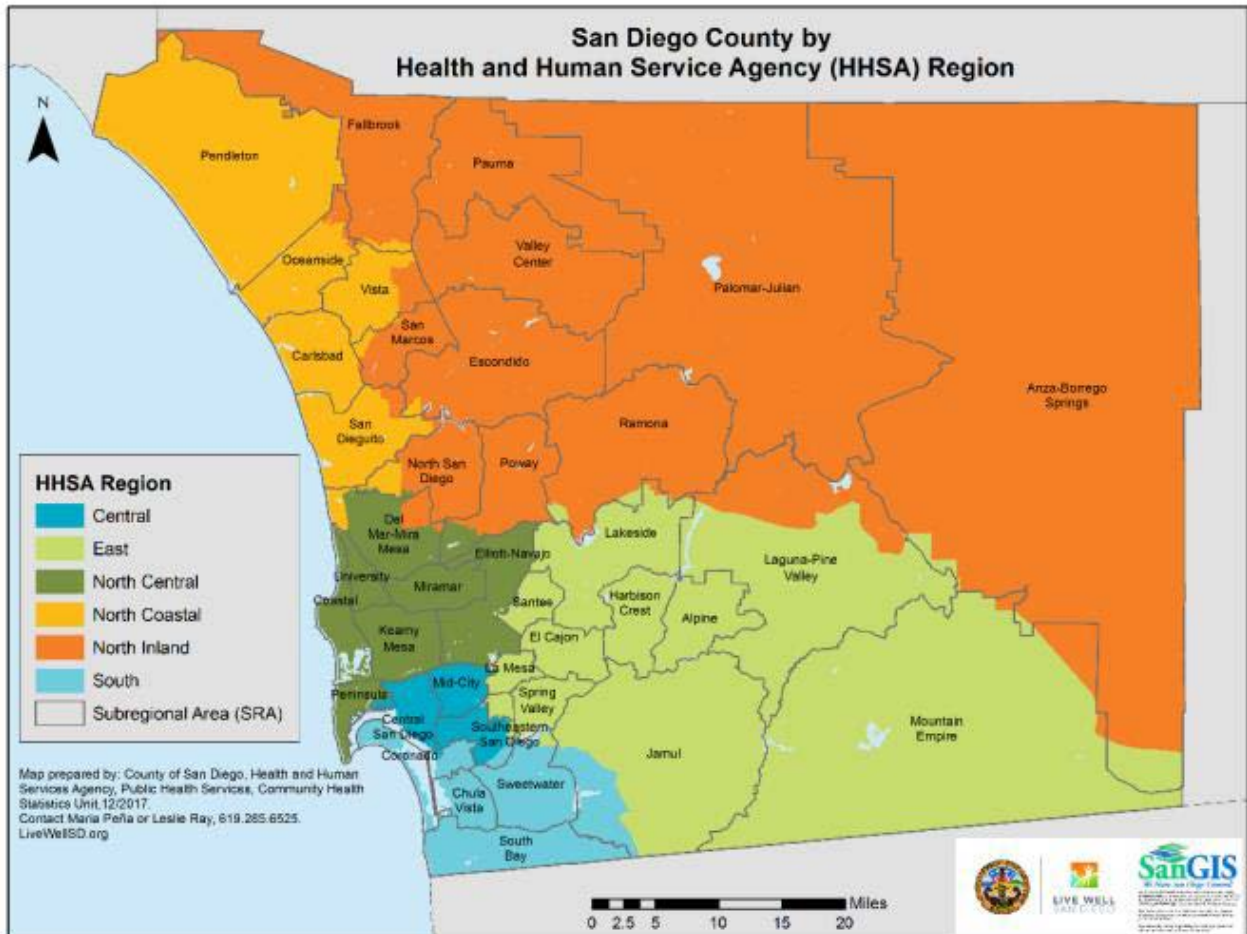 San Diego County by
Health and Human Service Agency (HHSA) Region
N
Pendleton
Fallbrook
Pauma
Valley
Center
Palomar-Julian
Anza-Borrego
Springs
Oceanside
Vista
San
Marcos
Carlsbad
Escondido
San
Dieguito
Ramona
North San
Diego
Poway
HHSA Region
Central
East
North Central
North Coastal
North Inland
South
Subregional Area (SRA)
Del
Mar-Mira
Mesa
Elliott-Navajo
Lakeside
Laguna-Pine
Valley
University
Miramar
Coastal
Santee
Harbison
Crest
Alpine
Kearny
Mesa
El Cajon
La Mesa
Mid-City
Peninsula
Spring
Valley
Central
San Diego
Southeastern
San Diego
Coronado
Jamul
Mountain
Empire
Chula
Vista
Sweetwater
South
Bay
Map prepared by: County of San Diego, Health and Human
Services Agency, Public Health Services, Community Health
Statistics Unit,12/2017.
Contact Maria Peña or Leslie Ray, 619.285.6525.
LiveWellSD.org
Miles
0 2.5 5 10 15 20
LIVE WELL
SAN DIEGO
SanGIS